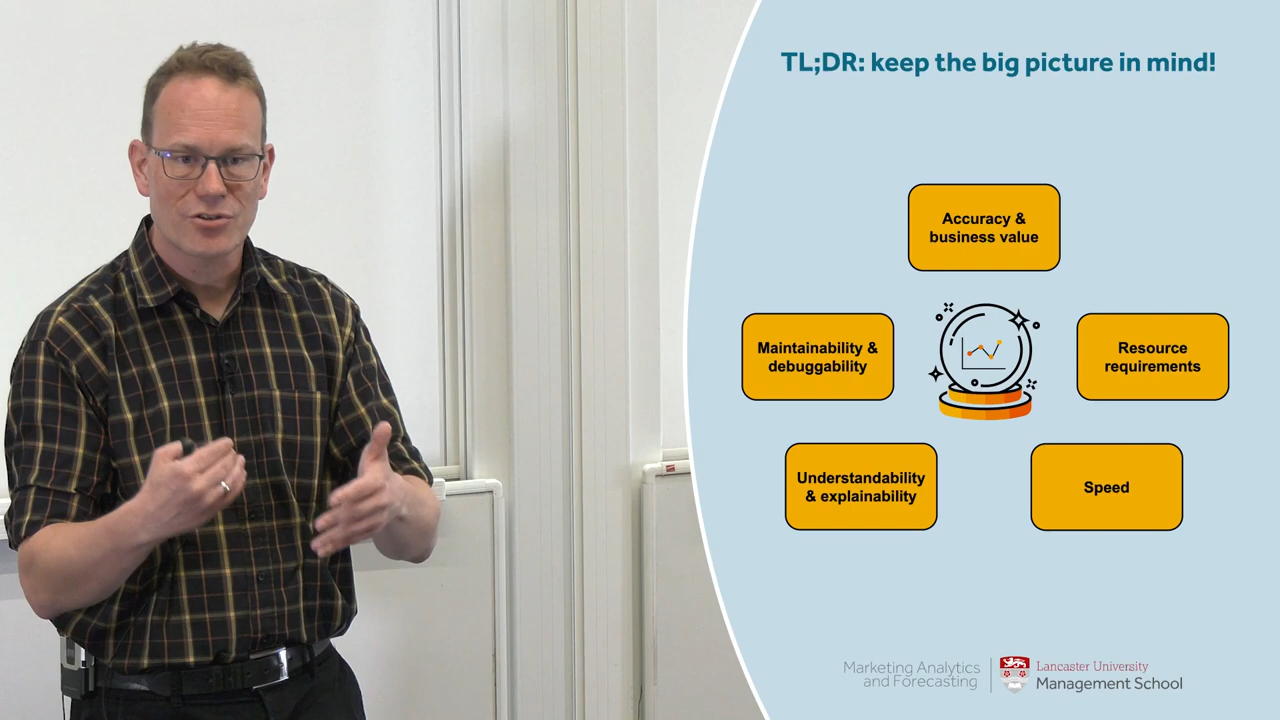 TL;DR: keep the big picture in mind!
Accuracy &
business value
Maintainability &
debuggability
Resource
requirements
Understandability
& explainability
Speed
Marketing Analytics
and Forecasting
Lancaster University
Management School